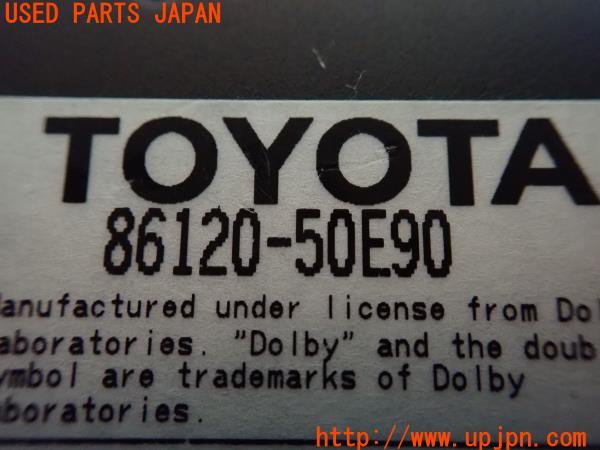 USED PARTS JAPAN
TOYOTA
86120-50E90
anufactured under license from Dol
aboratories. "Dolby" and the doub
ymbol are trademarks of Dolby
aboratories.
http://www.upjpn.com/